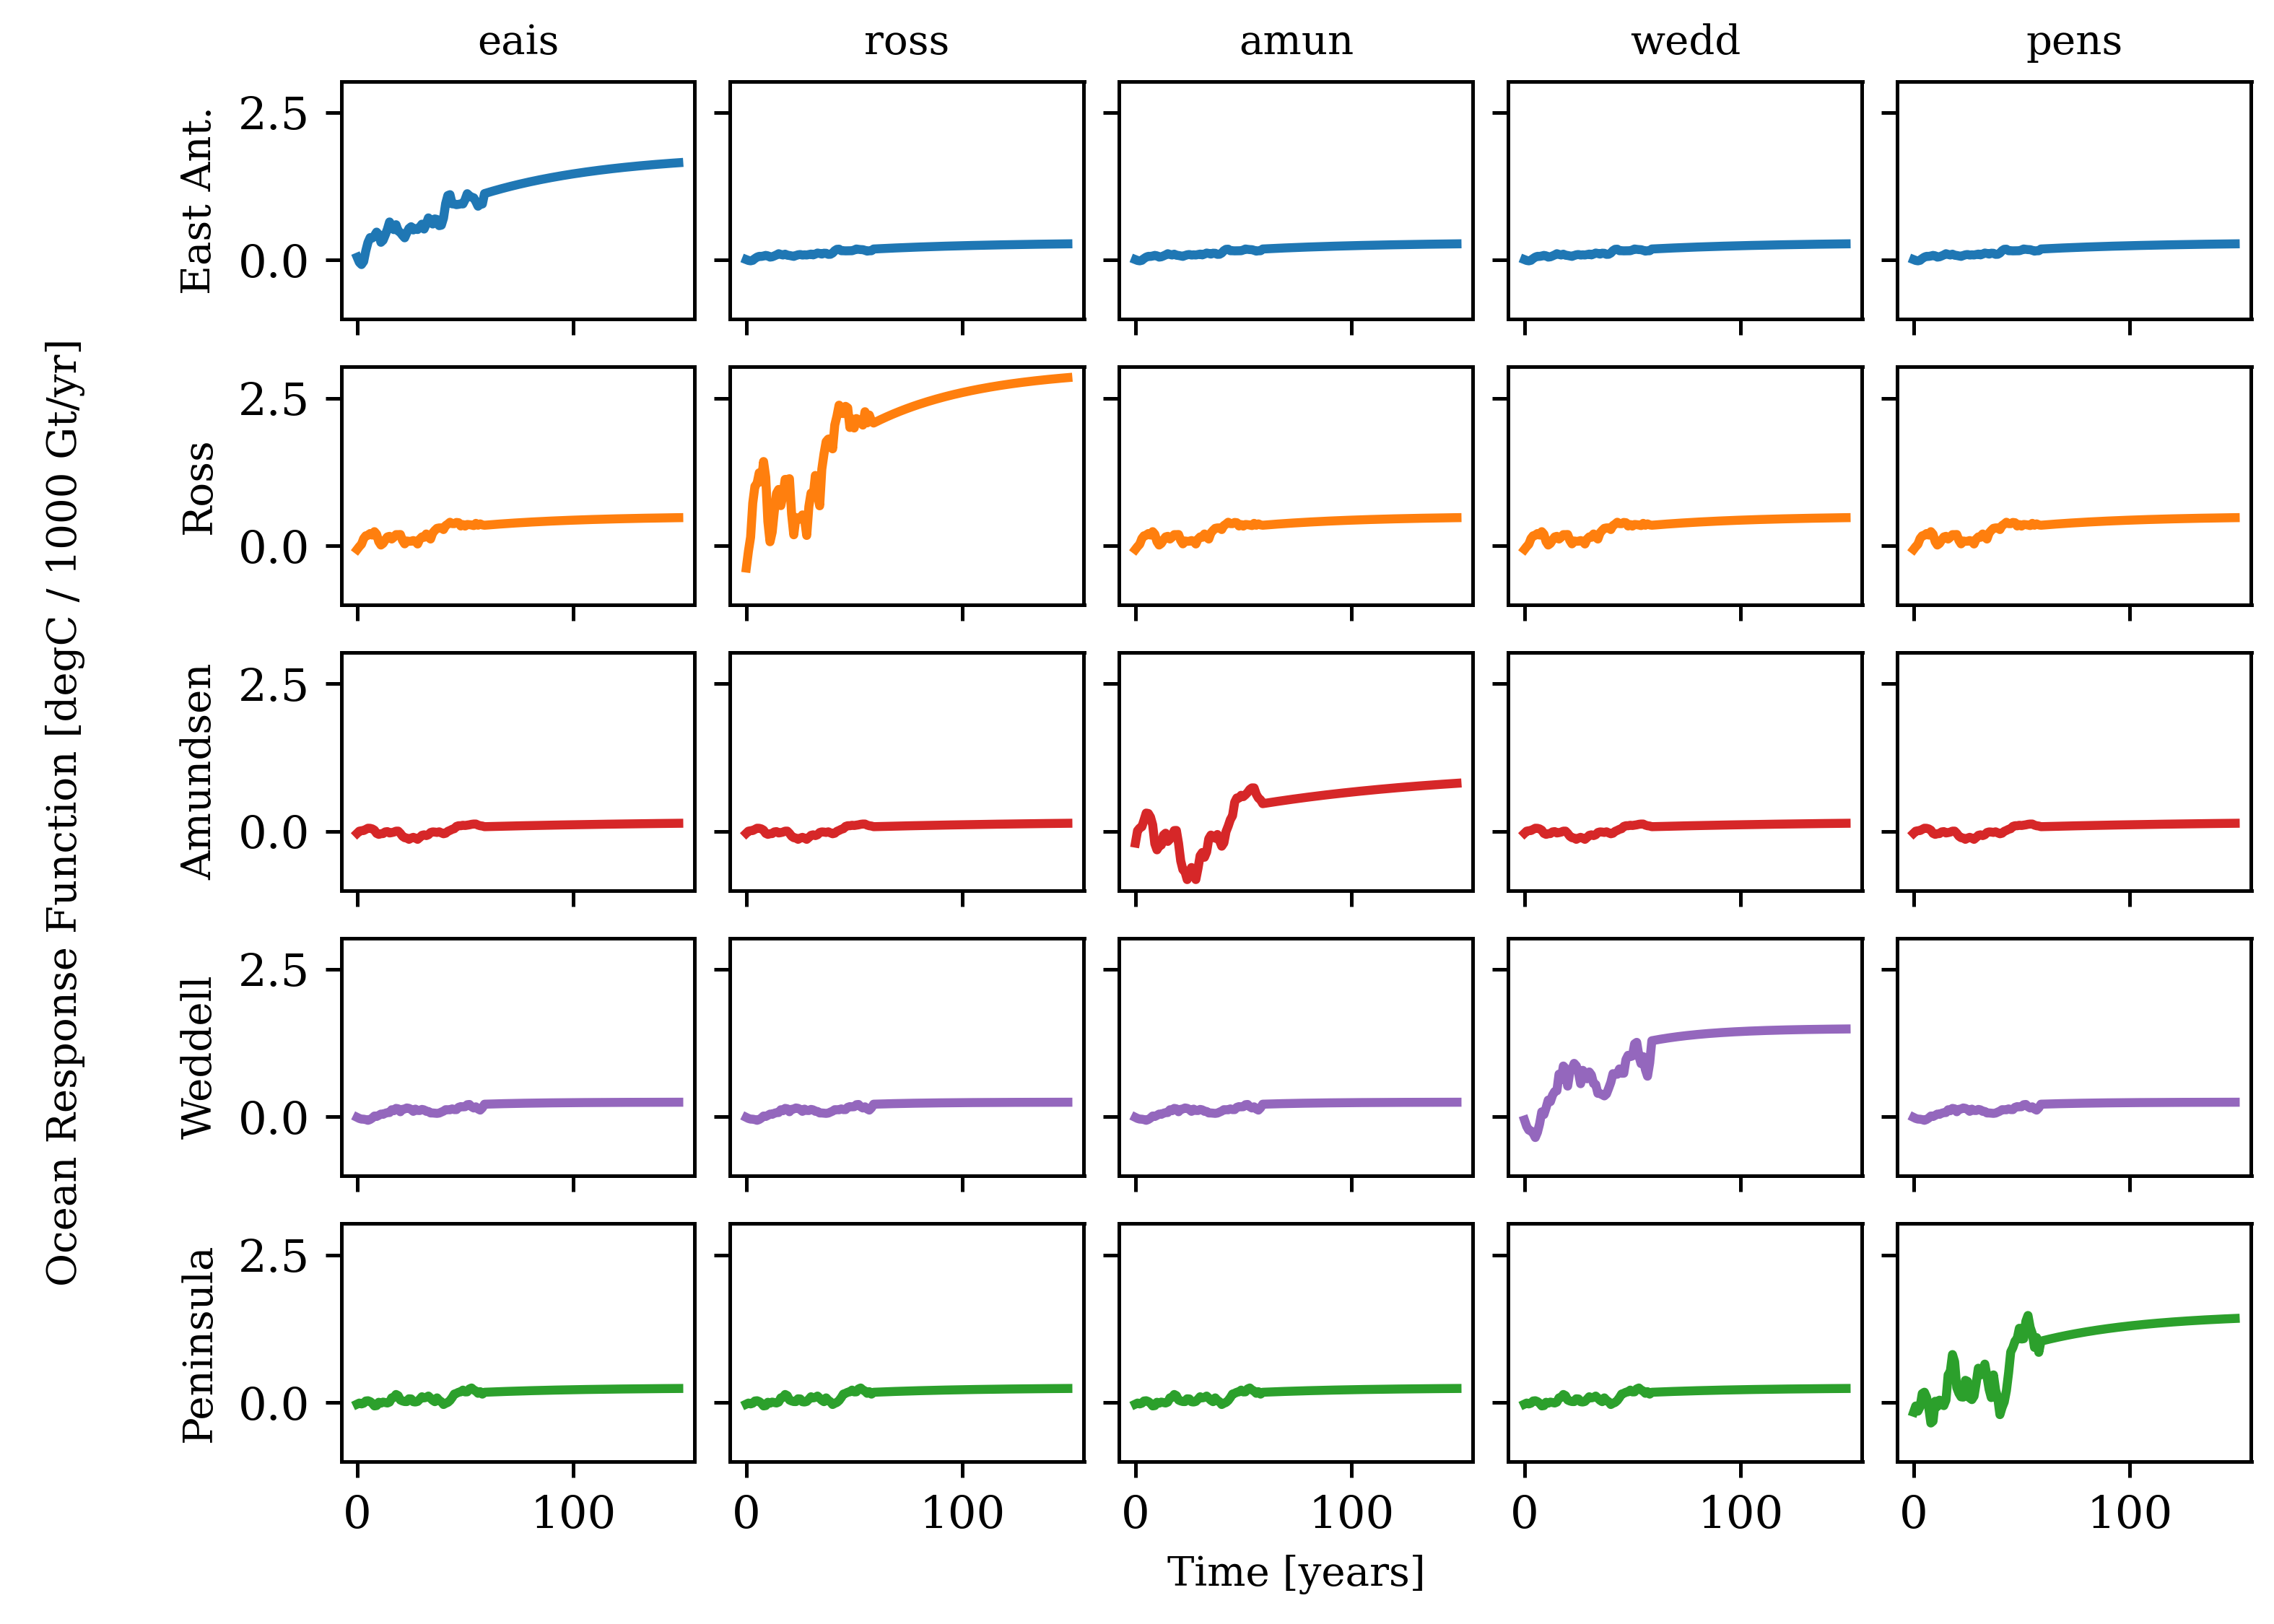 eais ross amun wedd pens
Ocean Response Function [degC / 1000 Gt/yr]
East Ant.
2.5
0.0
Ross
2.5
0.0
Amundsen
2.5
0.0
Weddell
2.5
0.0
Peninsula
2.5
0.0
0 100 0 100 0 100 0 100 0 100
Time [years]